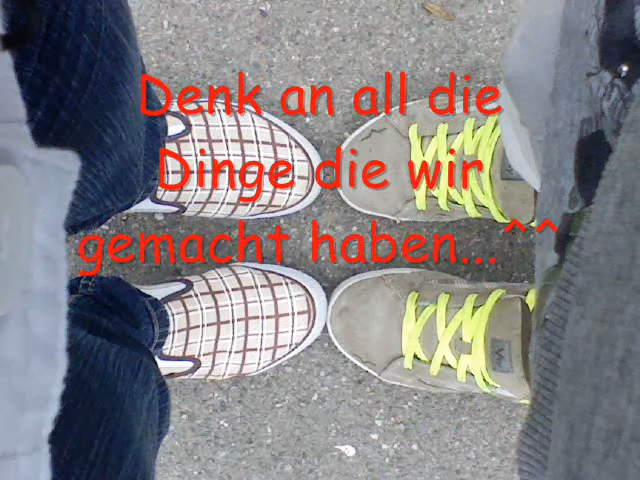 Denk an all die
Dinge die wir
gemacht haben...^^